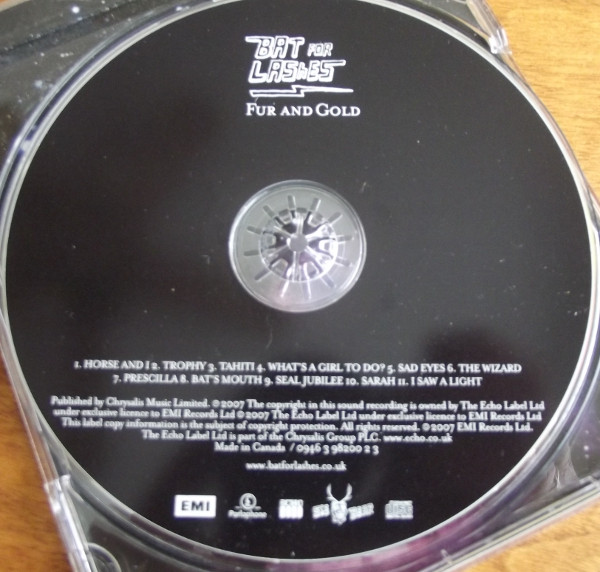 BAT FOR
LASHES
FUR AND GOLD
1. HORSE AND I 2. TROPHY 3. TAHITI 4. WHAT'S A GIRL TO DO? 5. SAD EYES 6. THE WIZARD
7. PRESCILLA 8. BAT'S MOUTH 9. SEAL JUBILEE 10. SARAH 11. I SAW A LIGHT
Published by Chrysalis Music Limited. ℗2007 The copyright in this sound recording is owned by The Echo Label Ltd
under exclusive licence to EMI Records Ltd ©2007 The Echo Label Ltd under exclusive licence to EMI Records Ltd
This label copy information is the subject of copyright protection. All rights reserved. ©2007 EMI Records Ltd.
The Echo Label Ltd is part of the Chrysalis Group PLC. www.echo.co.uk
Made in Canada / 0946 3 98200 2 3
www.batforlashes.co.uk
EMI Parlophone